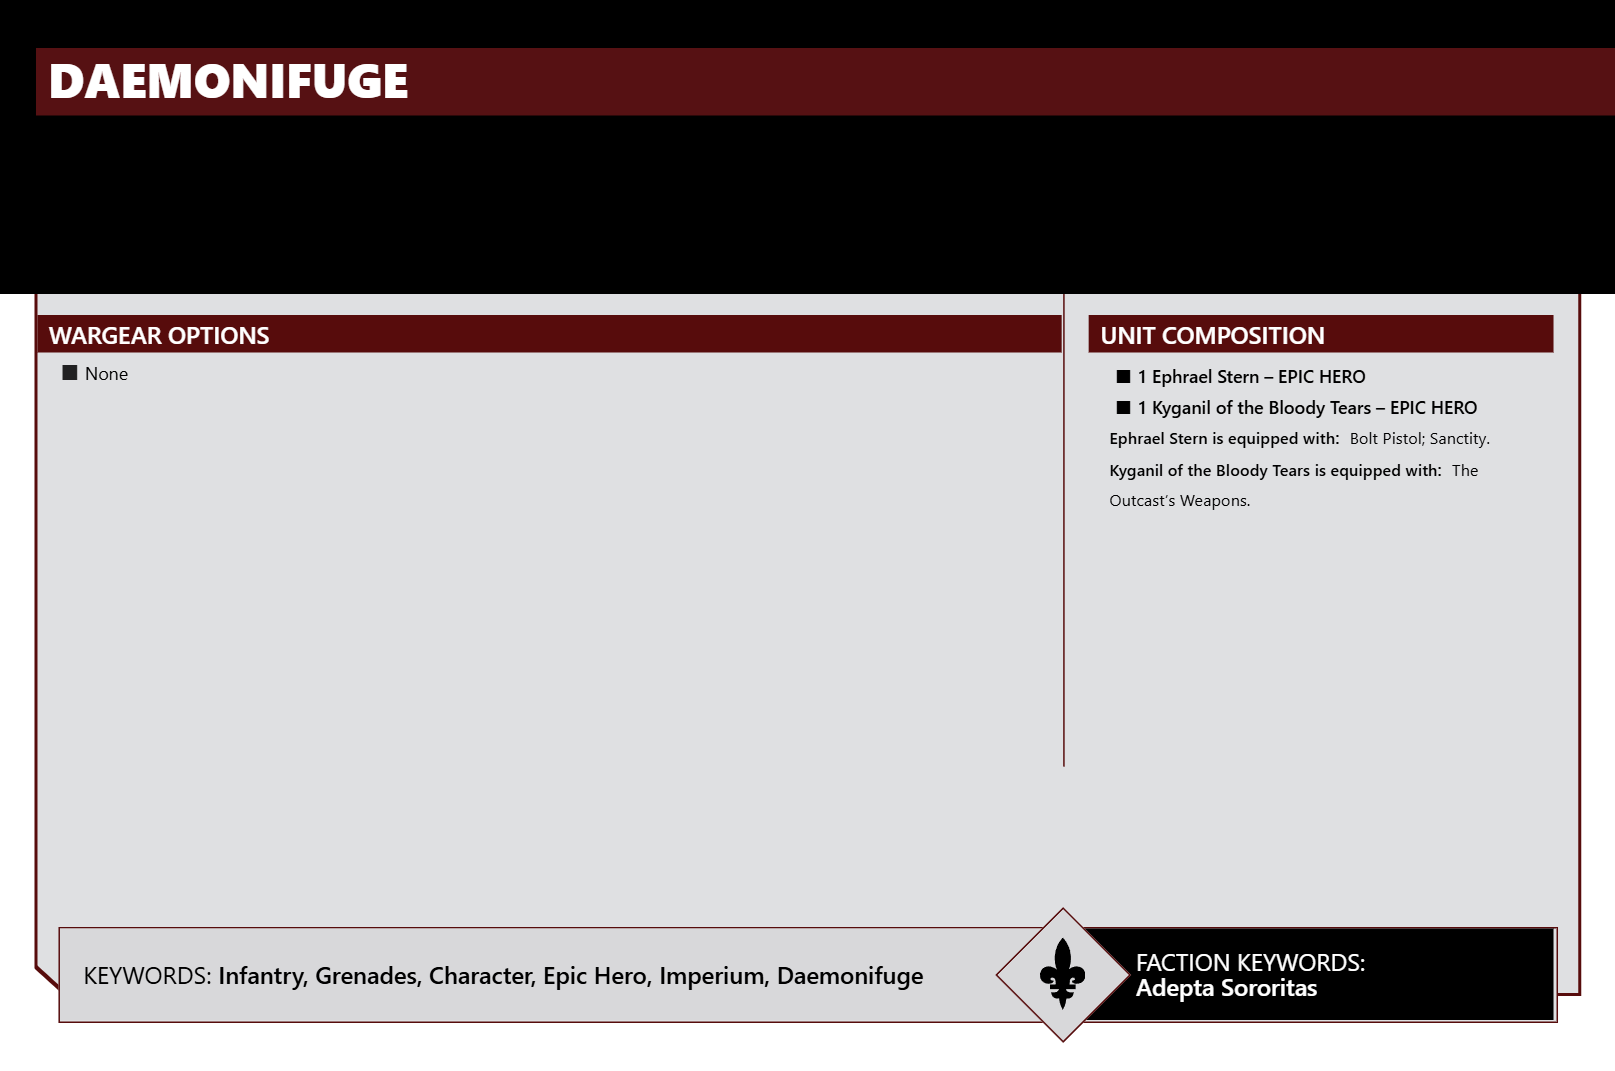 DAEMONIFUGE
WARGEAR OPTIONS
■ None
UNIT COMPOSITION
■ 1 Ephrael Stern – EPIC HERO
■ 1 Kyganil of the Bloody Tears – EPIC HERO
Ephrael Stern is equipped with: Bolt Pistol; Sanctity.
Kyganil of the Bloody Tears is equipped with: The
Outcast’s Weapons.
KEYWORDS: Infantry, Grenades, Character, Epic Hero, Imperium, Daemonifuge
FACTION KEYWORDS:
Adepta Sororitas